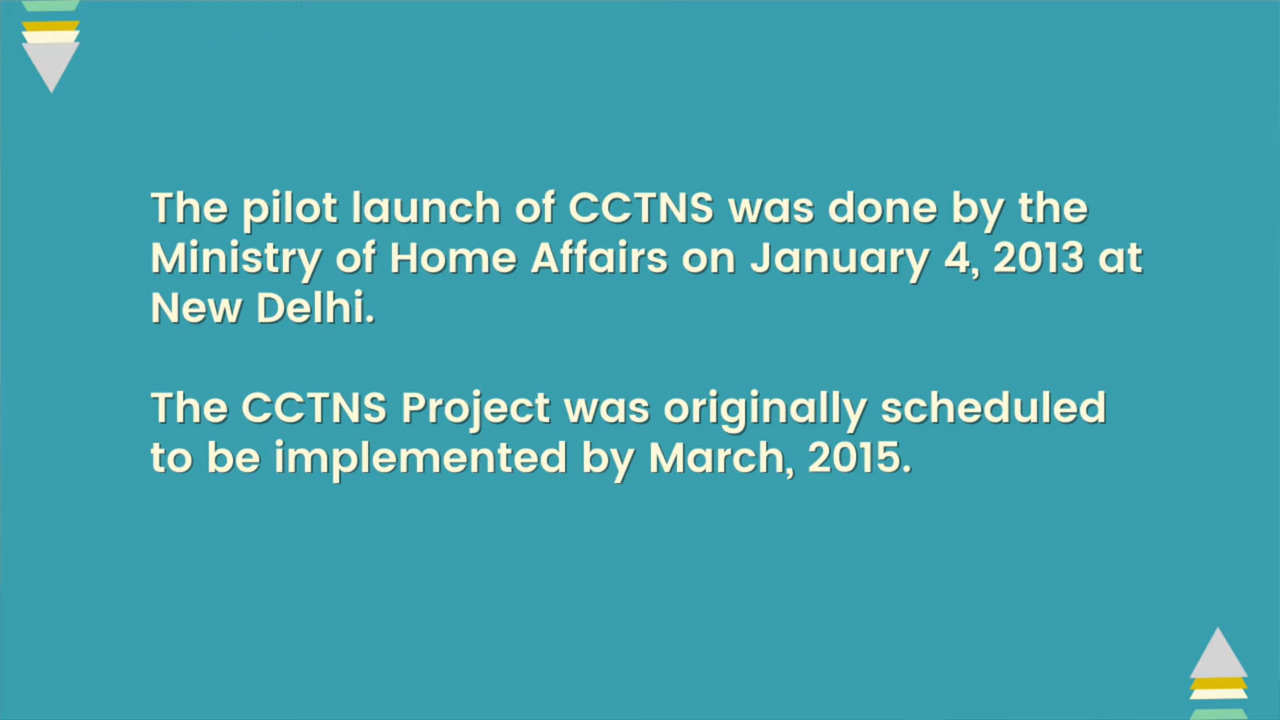 The pilot launch of CCTNS was done by the
Ministry of Home Affairs on January 4, 2013 at
New Delhi.
The CCTNS Project was originally scheduled
to be implemented by March, 2015.